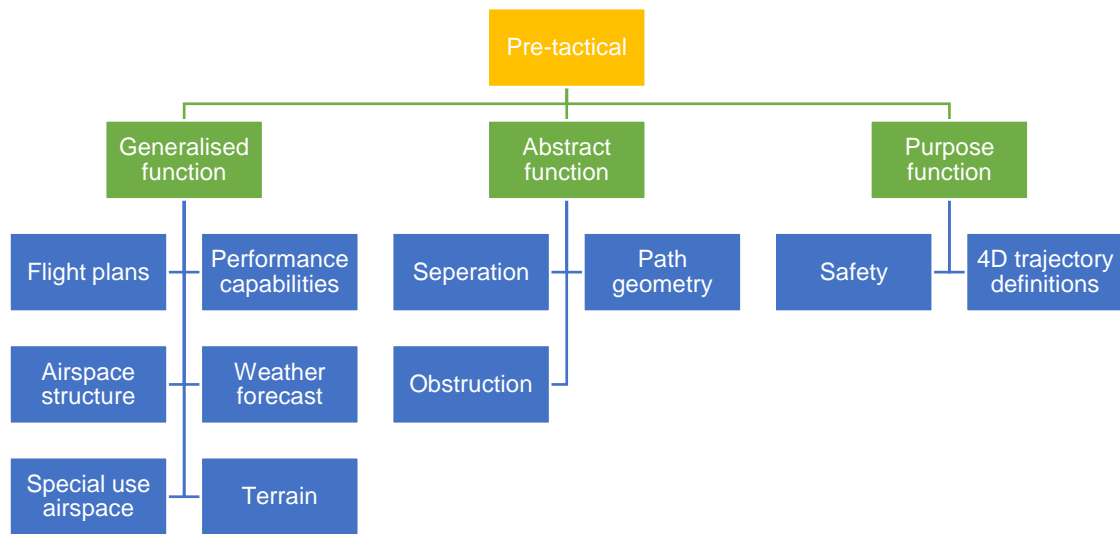 Pre-tactical
Generalised
function
Abstract
function
Purpose
function
Flight plans
Performance
capabilities
Seperation
Path
geometry
Safety
4D trajectory
definitions
Airspace
structure
Weather
forecast
Obstruction
Special use
airspace
Terrain